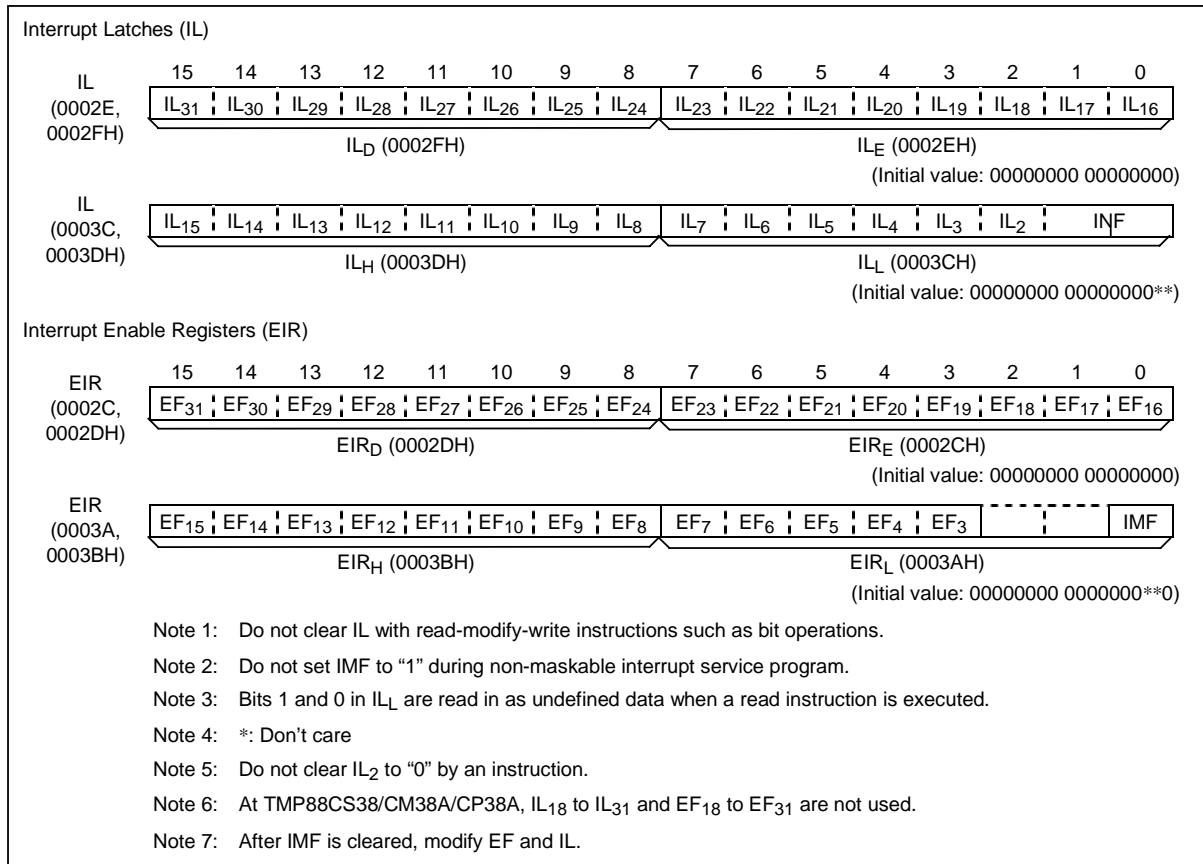 Interrupt Latches (IL)
15 14 13 12 11 10 9 8 7 6 5 4 3 2 1 0
IL (0002E, 0002FH)
IL31 IL30 IL29 IL28 IL27 IL26 IL25 IL24 IL23 IL22 IL21 IL20 IL19 IL18 IL17 IL16
ILD (0002FH) ILE (0002EH)
(Initial value: 00000000 00000000)
IL (0003C, 0003DH)
IL15 IL14 IL13 IL12 IL11 IL10 IL9 IL8 IL7 IL6 IL5 IL4 IL3 IL2 INF
ILH (0003DH) ILL (0003CH)
(Initial value: 00000000 00000000**)
Interrupt Enable Registers (EIR)
15 14 13 12 11 10 9 8 7 6 5 4 3 2 1 0
EIR (0002C, 0002DH)
EF31 EF30 EF29 EF28 EF27 EF26 EF25 EF24 EF23 EF22 EF21 EF20 EF19 EF18 EF17 EF16
EIRD (0002DH) EIRE (0002CH)
(Initial value: 00000000 00000000)
EIR (0003A, 0003BH)
EF15 EF14 EF13 EF12 EF11 EF10 EF9 EF8 EF7 EF6 EF5 EF4 EF3 IMF
EIRH (0003BH) EIRL (0003AH)
(Initial value: 00000000 0000000**0)
Note 1: Do not clear IL with read-modify-write instructions such as bit operations.
Note 2: Do not set IMF to “1” during non-maskable interrupt service program.
Note 3: Bits 1 and 0 in ILL are read in as undefined data when a read instruction is executed.
Note 4: *: Don’t care
Note 5: Do not clear IL2 to “0” by an instruction.
Note 6: At TMP88CS38/CM38A/CP38A, IL18 to IL31 and EF18 to EF31 are not used.
Note 7: After IMF is cleared, modify EF and IL.